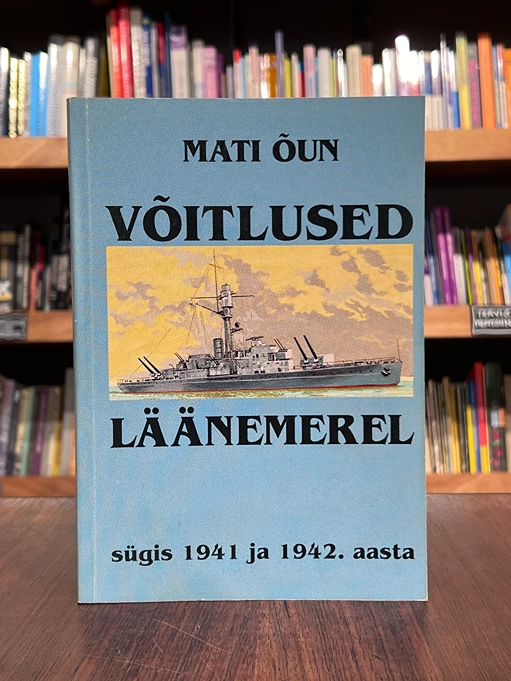 MATI ÕUN
VÕITLUSED
LÄÄNEMEREL
sügis 1941 ja 1942. aasta